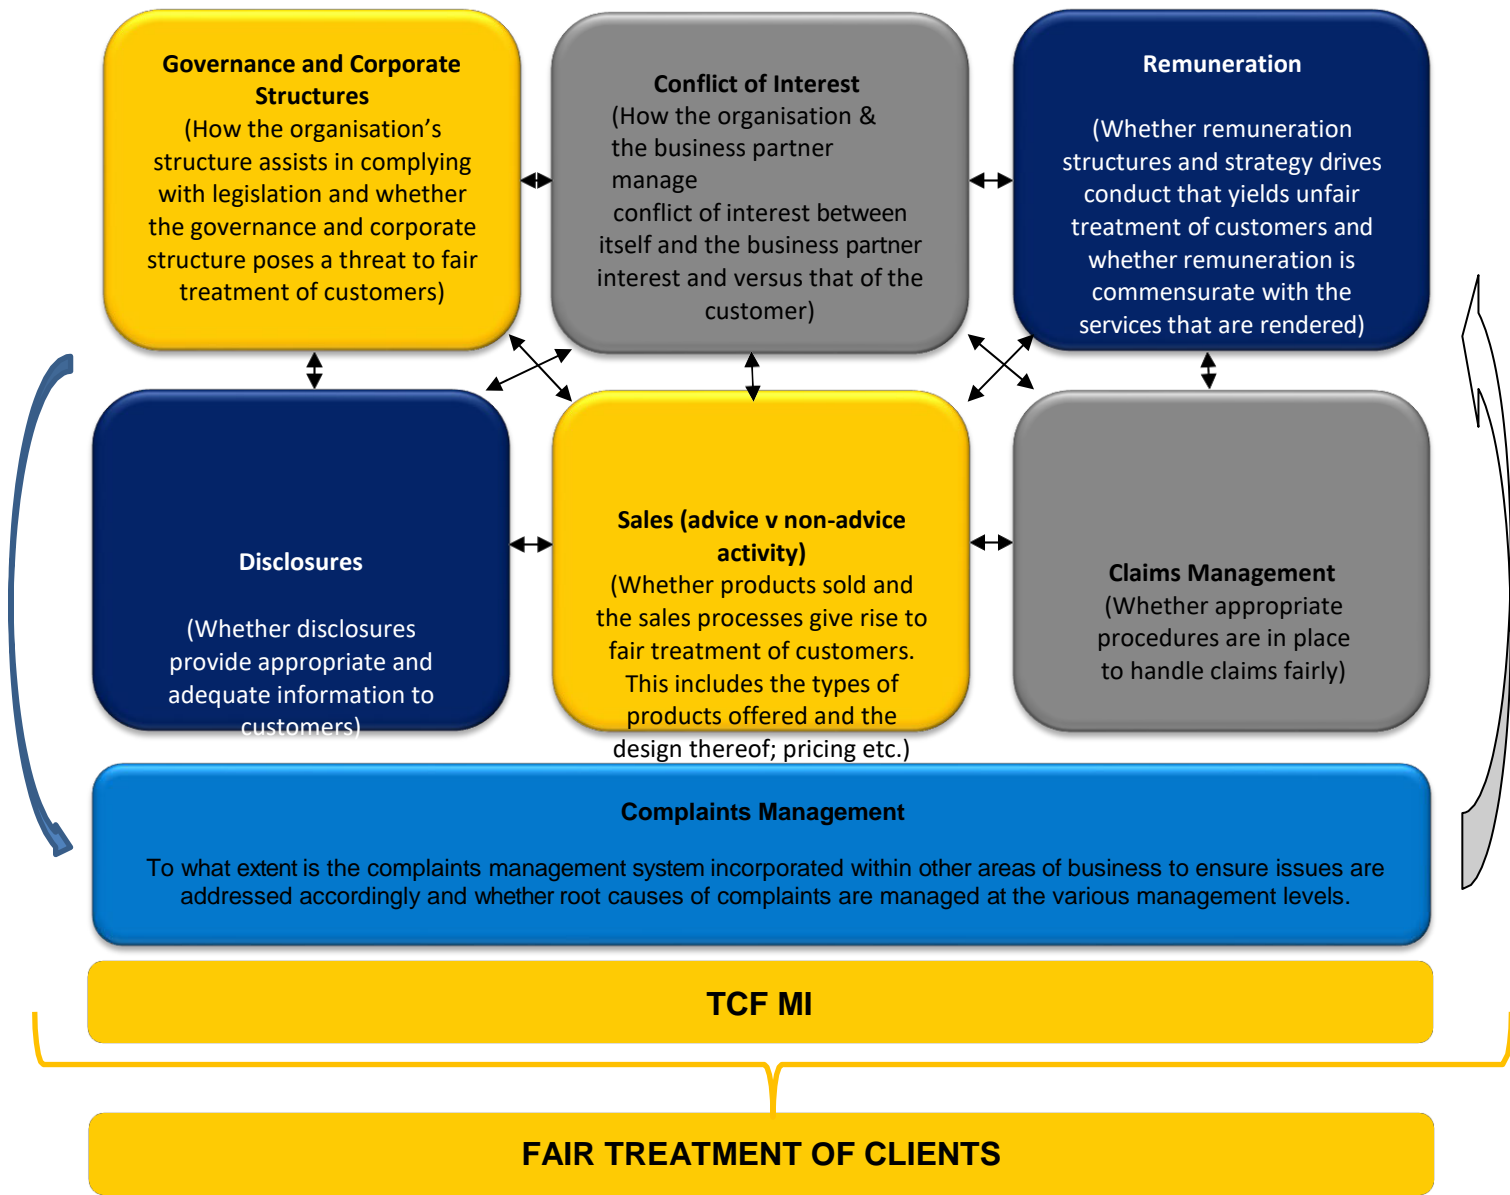 Governance and Corporate
Structures
(How the organisation's
structure assists in complying
with legislation and whether
the governance and corporate
structure poses a threat to fair
treatment of customers)
Conflict of Interest
(How the organisation &
the business partner
manage
conflict of interest between
itself and the business partner
interest and versus that of the
customer)
Remuneration
(Whether remuneration
structures and strategy drives
conduct that yields unfair
treatment of customers and
whether remuneration is
commensurate with the
services that are rendered)
Disclosures
(Whether disclosures
provide appropriate and
adequate information to
customers)
Sales (advice v non-advice
activity)
(Whether products sold and
the sales processes give rise to
fair treatment of customers.
This includes the types of
products offered and the
design thereof; pricing etc.)
Claims Management
(Whether appropriate
procedures are in place
to handle claims fairly)
Complaints Management
To what extent is the complaints management system incorporated within other areas of business to ensure issues are
addressed accordingly and whether root causes of complaints are managed at the various management levels.
TCF MI
FAIR TREATMENT OF CLIENTS